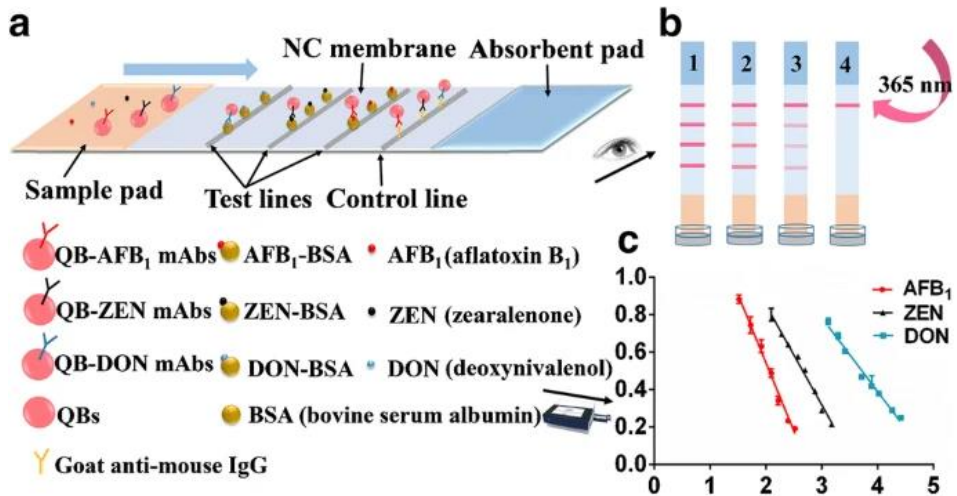 a
NC membrane
Absorbent pad
Sample pad
Test lines
Control line
QB-AFB₁ mAbs
AFB₁-BSA
AFB₁(aflatoxin B₁)
QB-ZEN mAbs
ZEN-BSA
ZEN (zearalenone)
QB-DON mAbs
DON-BSA
DON (deoxynivalenol)
QBs
BSA (bovine serum albumin)
Goat anti-mouse IgG
b
1 2 3 4
365 nm
c
1.0
0.8
0.6
0.4
0.2
0.0
0 1 2 3 4 5
AFB₁
ZEN
DON